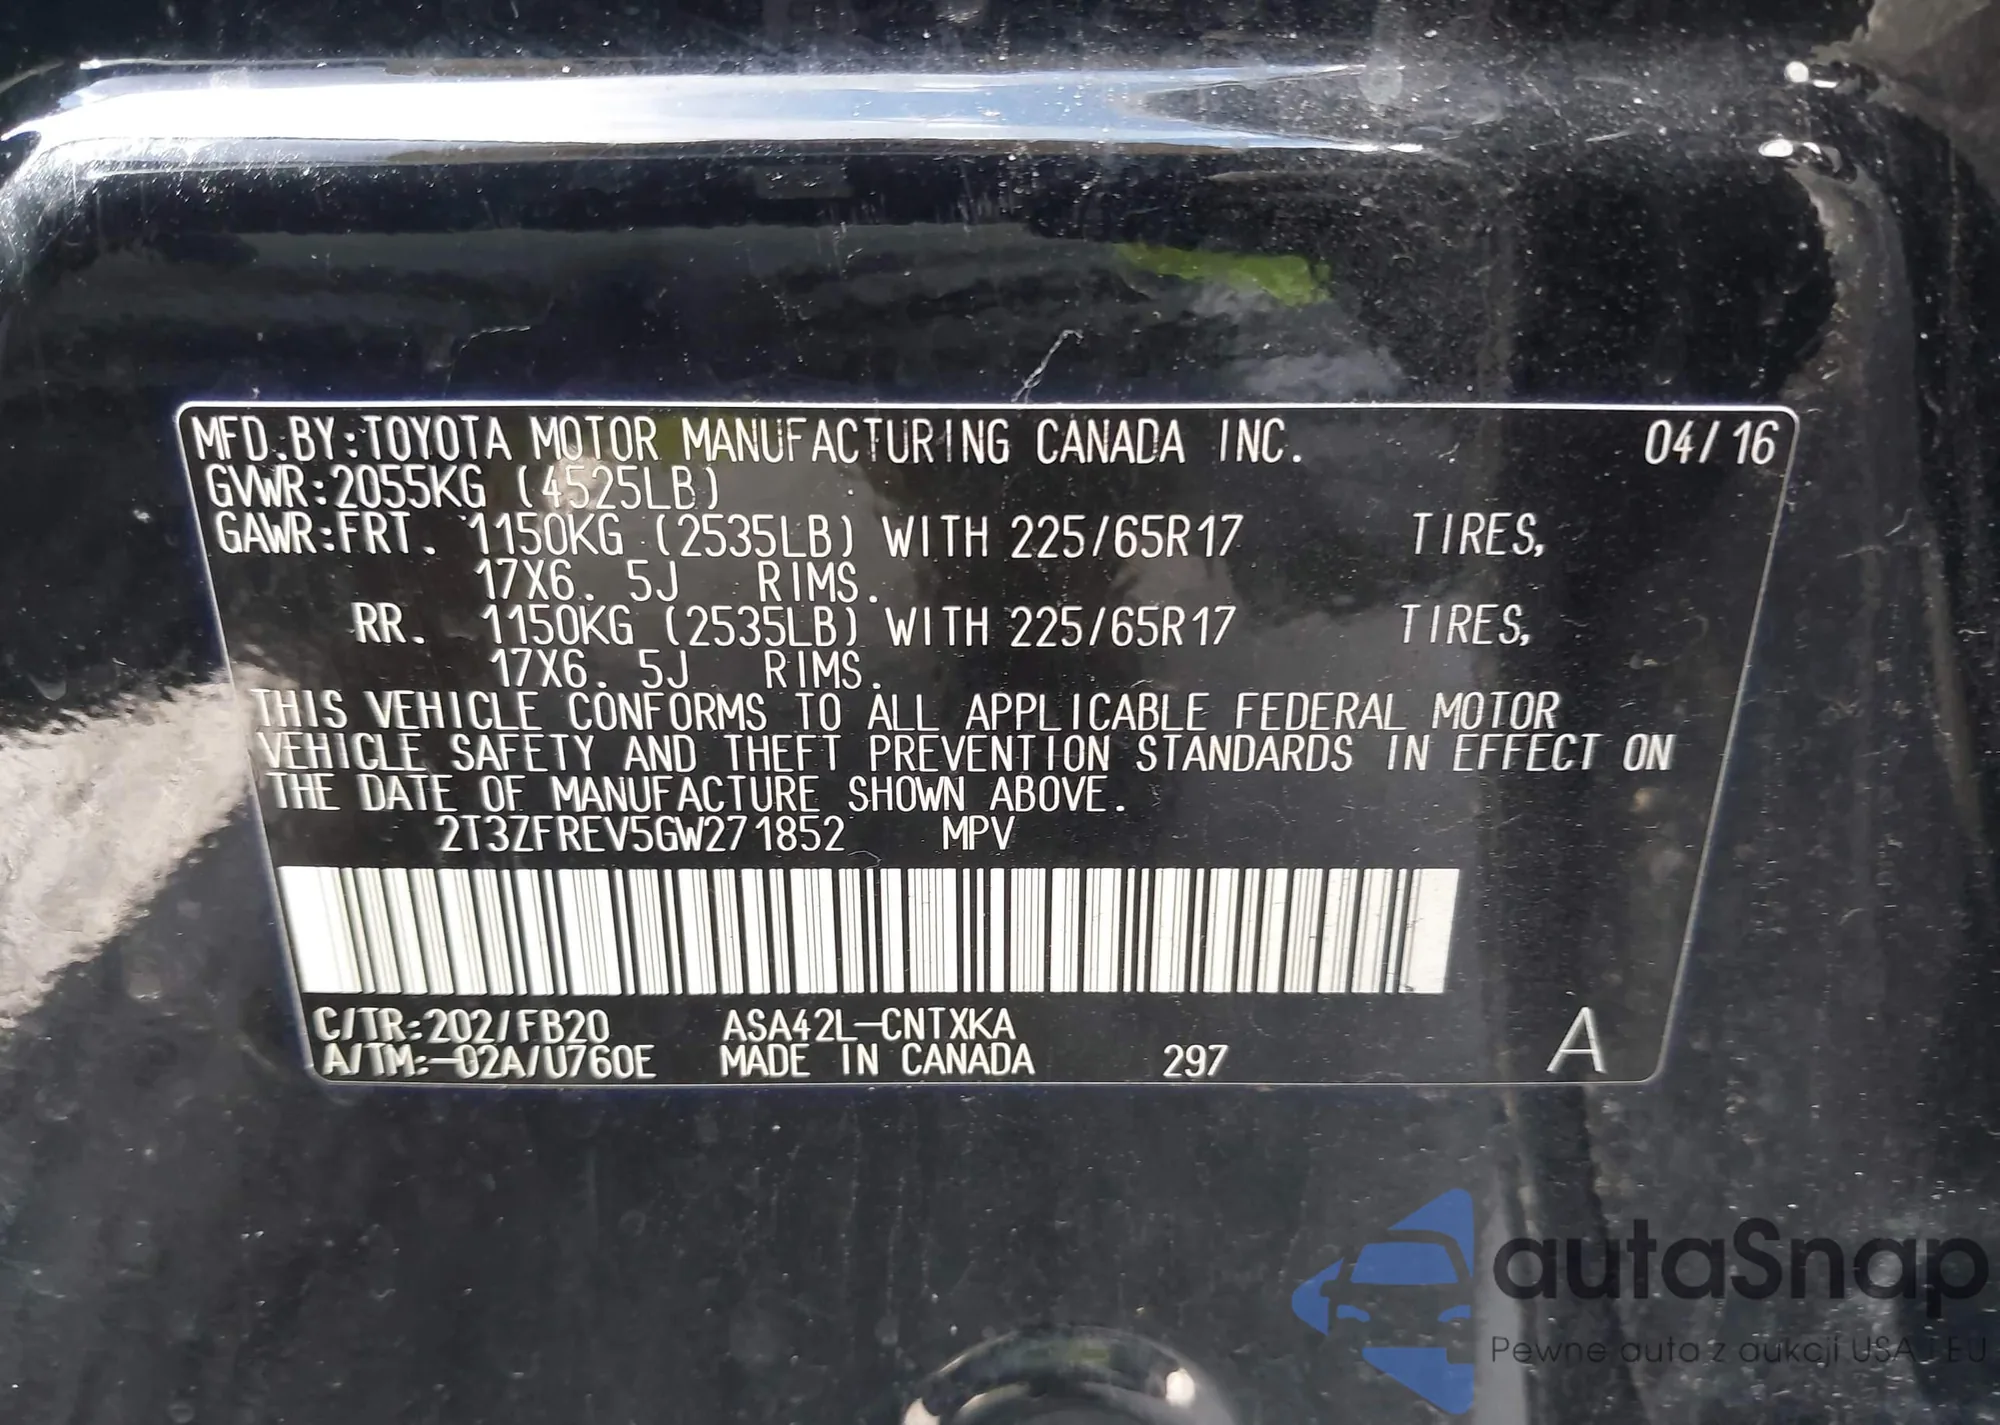 MFD.BY:TOYOTA MOTOR MANUFACTURING CANADA INC. 04/16
GVWR:2055KG (4525LB)
GAWR:FRT. 1150KG (2535LB) WITH 225/65R17 TIRES,
17X6.5J RIMS.
RR. 1150KG (2535LB) WITH 225/65R17 TIRES,
17X6.5J RIMS.
THIS VEHICLE CONFORMS TO ALL APPLICABLE FEDERAL MOTOR
VEHICLE SAFETY AND THEFT PREVENTION STANDARDS IN EFFECT ON
THE DATE OF MANUFACTURE SHOWN ABOVE.
2T3ZFREV5GW271852 MPV
C/TR:202/FB20 ASA42L-CNTXKA
A/TM:-02A/U760E MADE IN CANADA 297 A
autaSnap
Pewne auta z aukcji USA i EU